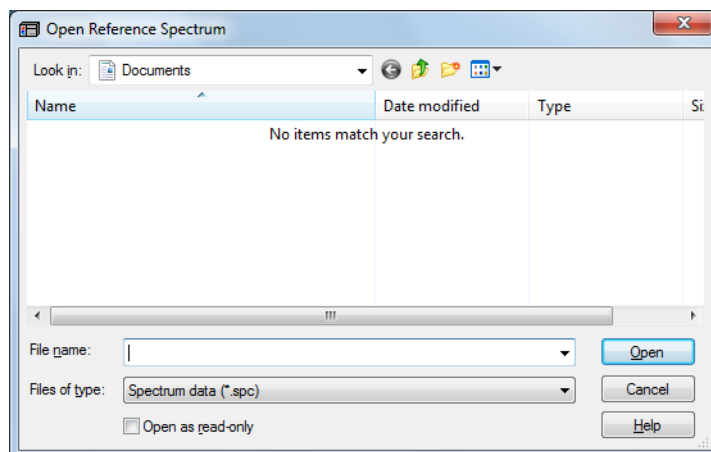 Open Reference Spectrum
Look in: Documents
Name Date modified Type Si
No items match your search.
File name: Open
Files of type: Spectrum data (*.spc) Cancel
Open as read-only Help